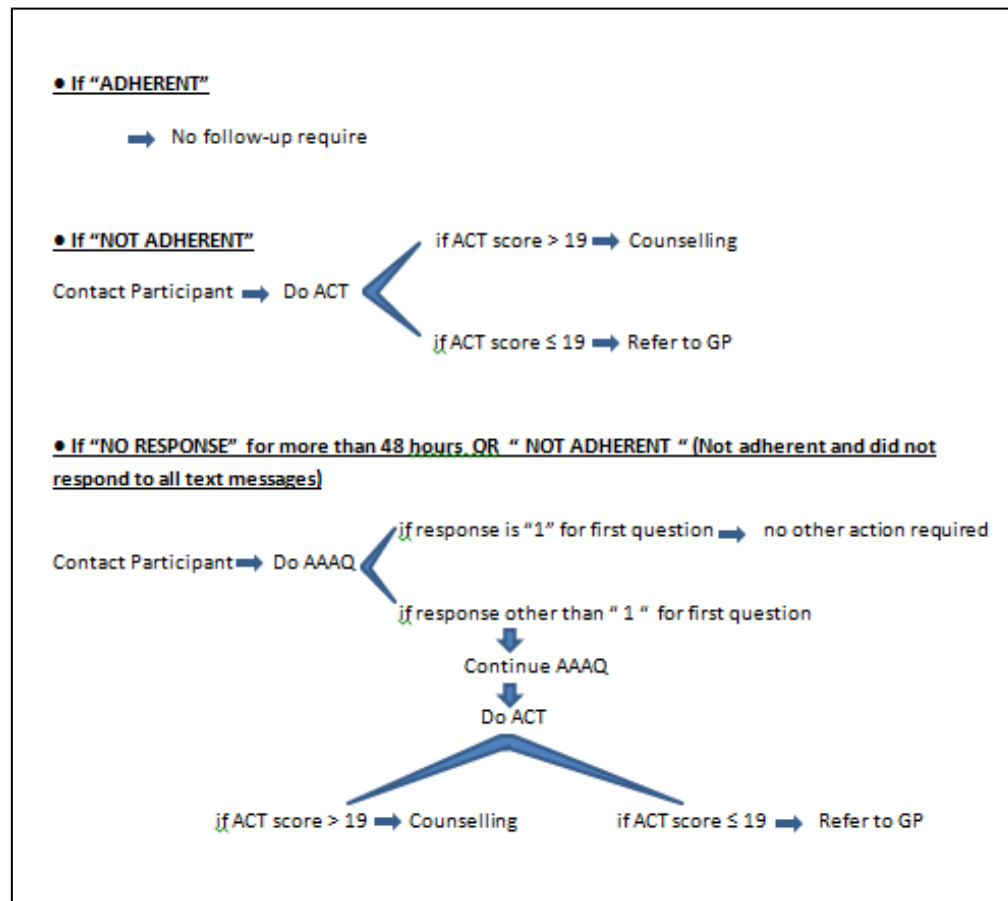 ● If “ADHERENT”
No follow-up require
● If “NOT ADHERENT”
if ACT score > 19
Counselling
Contact Participant
Do ACT
if ACT score ≤ 19
Refer to GP
● If “NO RESPONSE” for more than 48 hours OR “ NOT ADHERENT “ (Not adherent and did not
respond to all text messages)
if response is “1” for first question
no other action required
Contact Participant
Do AAAQ
if response other than “ 1 “ for first question
Continue AAAQ
Do ACT
if ACT score > 19
Counselling
if ACT score ≤ 19
Refer to GP